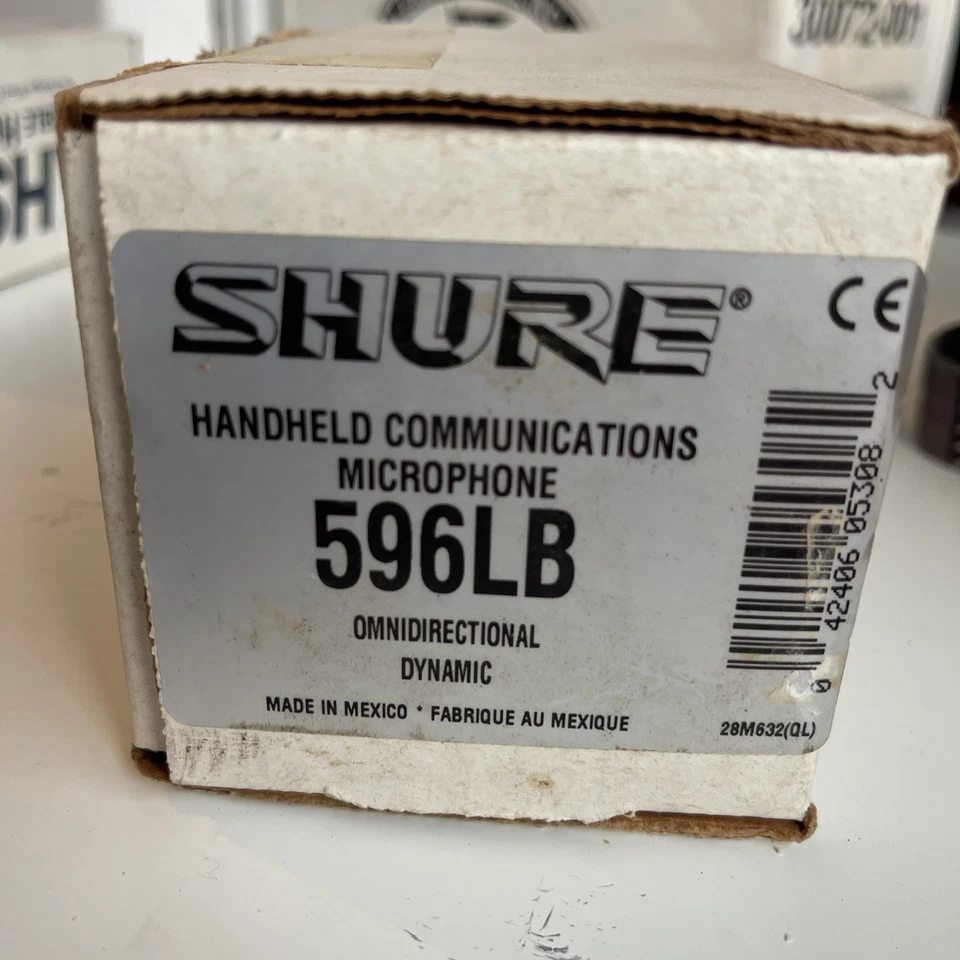 SHURE®
CE
HANDHELD COMMUNICATIONS
MICROPHONE
596LB
OMNIDIRECTIONAL
DYNAMIC
MADE IN MEXICO * FABRIQUE AU MEXIQUE
28M632(QL)
0 42406 05308 2
30072-001
SH